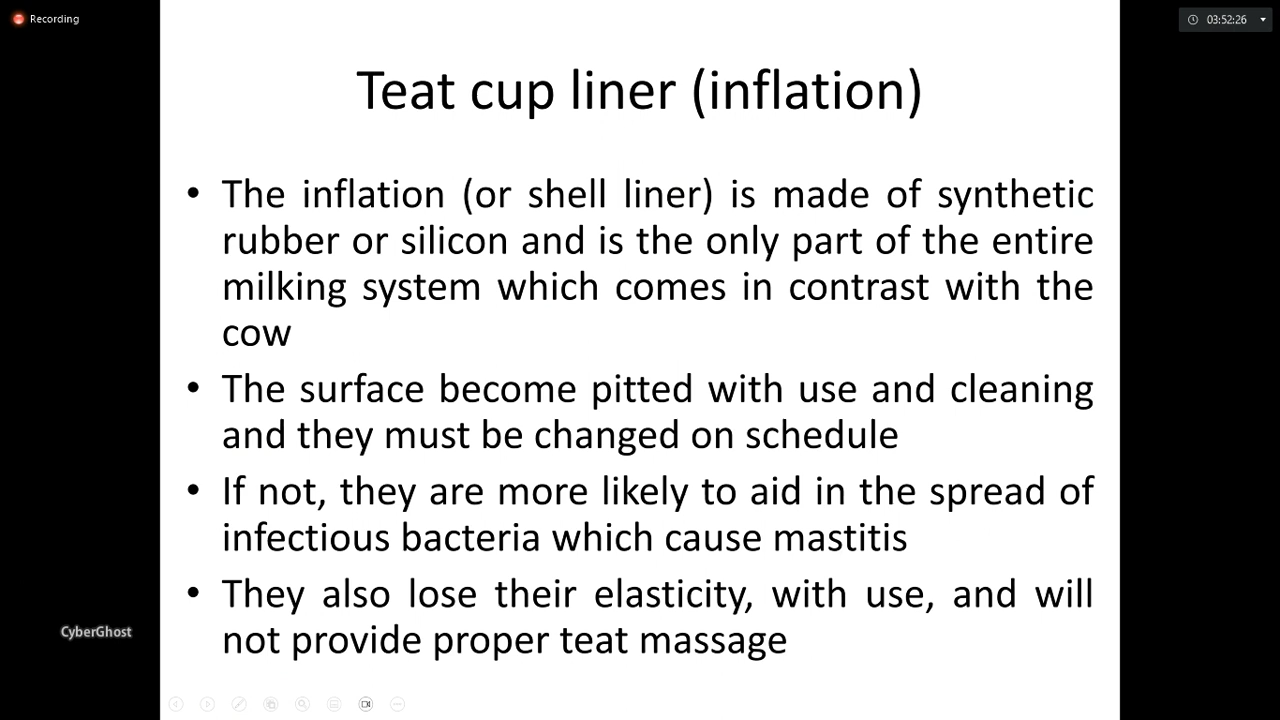 Recording
03:52:26
Teat cup liner (inflation)
• The inflation (or shell liner) is made of synthetic
rubber or silicon and is the only part of the entire
milking system which comes in contrast with the
cow
• The surface become pitted with use and cleaning
and they must be changed on schedule
• If not, they are more likely to aid in the spread of
infectious bacteria which cause mastitis
• They also lose their elasticity, with use, and will
not provide proper teat massage
CyberGhost